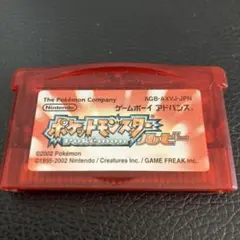 The Pokémon Company
AGB-AXVJ-JPN
Nintendo
ゲームボーイ アドバンス
ポケットモンスター
ルビー
©2002 Pokémon
©1995-2002 Nintendo / Creatures inc. / GAME FREAK inc.